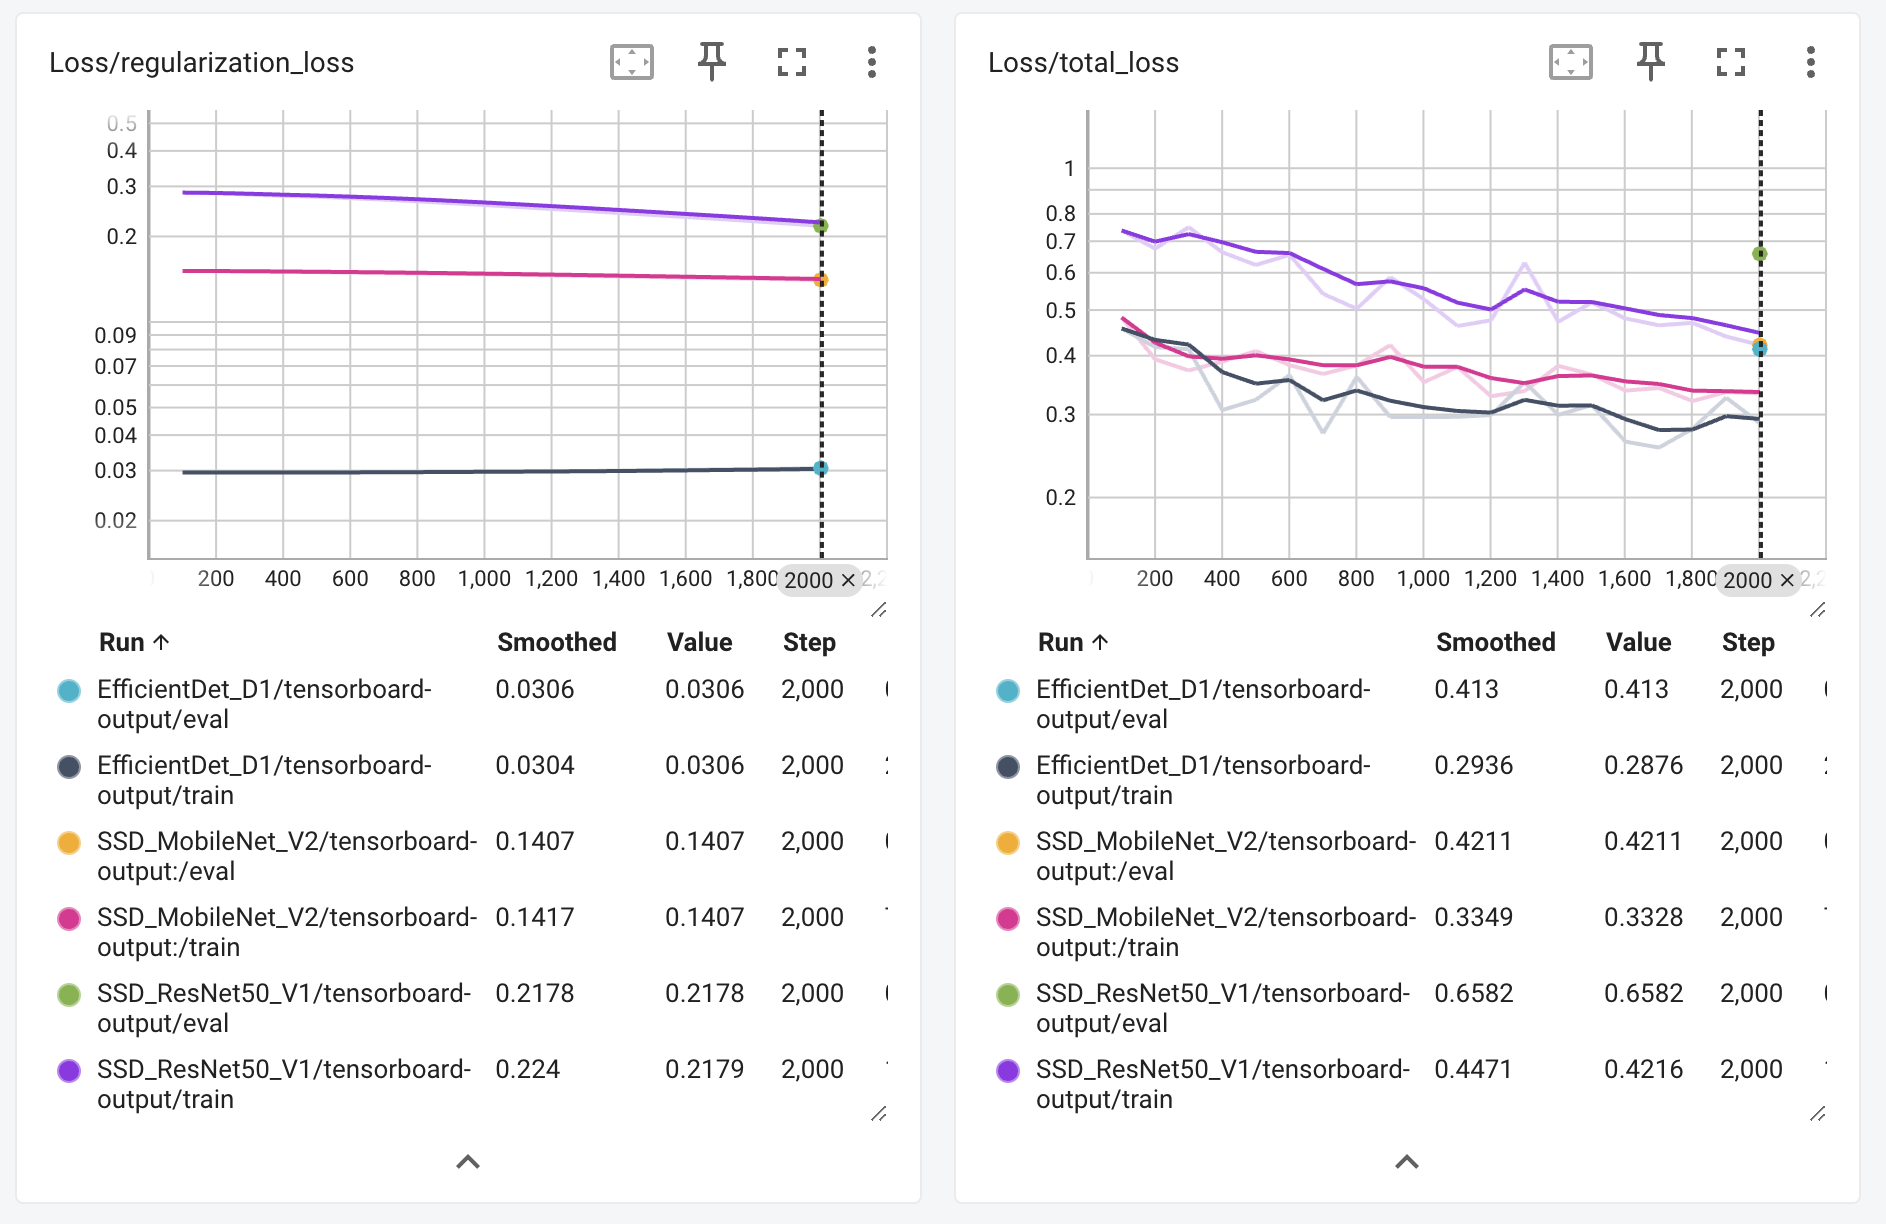 Loss/regularization_loss
0.5
0.4
0.3
0.2
0.09
0.07
0.05
0.04
0.03
0.02
200 400 600 800 1,000 1,200 1,400 1,600 1,800 2000 ×
Run ↑ Smoothed Value Step
EfficientDet_D1/tensorboard- 0.0306 0.0306 2,000
output/eval
EfficientDet_D1/tensorboard- 0.0304 0.0306 2,000
output/train
SSD_MobileNet_V2/tensorboard- 0.1407 0.1407 2,000
output:/eval
SSD_MobileNet_V2/tensorboard- 0.1417 0.1407 2,000
output:/train
SSD_ResNet50_V1/tensorboard- 0.2178 0.2178 2,000
output/eval
SSD_ResNet50_V1/tensorboard- 0.224 0.2179 2,000
output/train
Loss/total_loss
1
0.8
0.7
0.6
0.5
0.4
0.3
0.2
200 400 600 800 1,000 1,200 1,400 1,600 1,800 2000 ×
Run ↑ Smoothed Value Step
EfficientDet_D1/tensorboard- 0.413 0.413 2,000
output/eval
EfficientDet_D1/tensorboard- 0.2936 0.2876 2,000
output/train
SSD_MobileNet_V2/tensorboard- 0.4211 0.4211 2,000
output:/eval
SSD_MobileNet_V2/tensorboard- 0.3349 0.3328 2,000
output:/train
SSD_ResNet50_V1/tensorboard- 0.6582 0.6582 2,000
output/eval
SSD_ResNet50_V1/tensorboard- 0.4471 0.4216 2,000
output/train